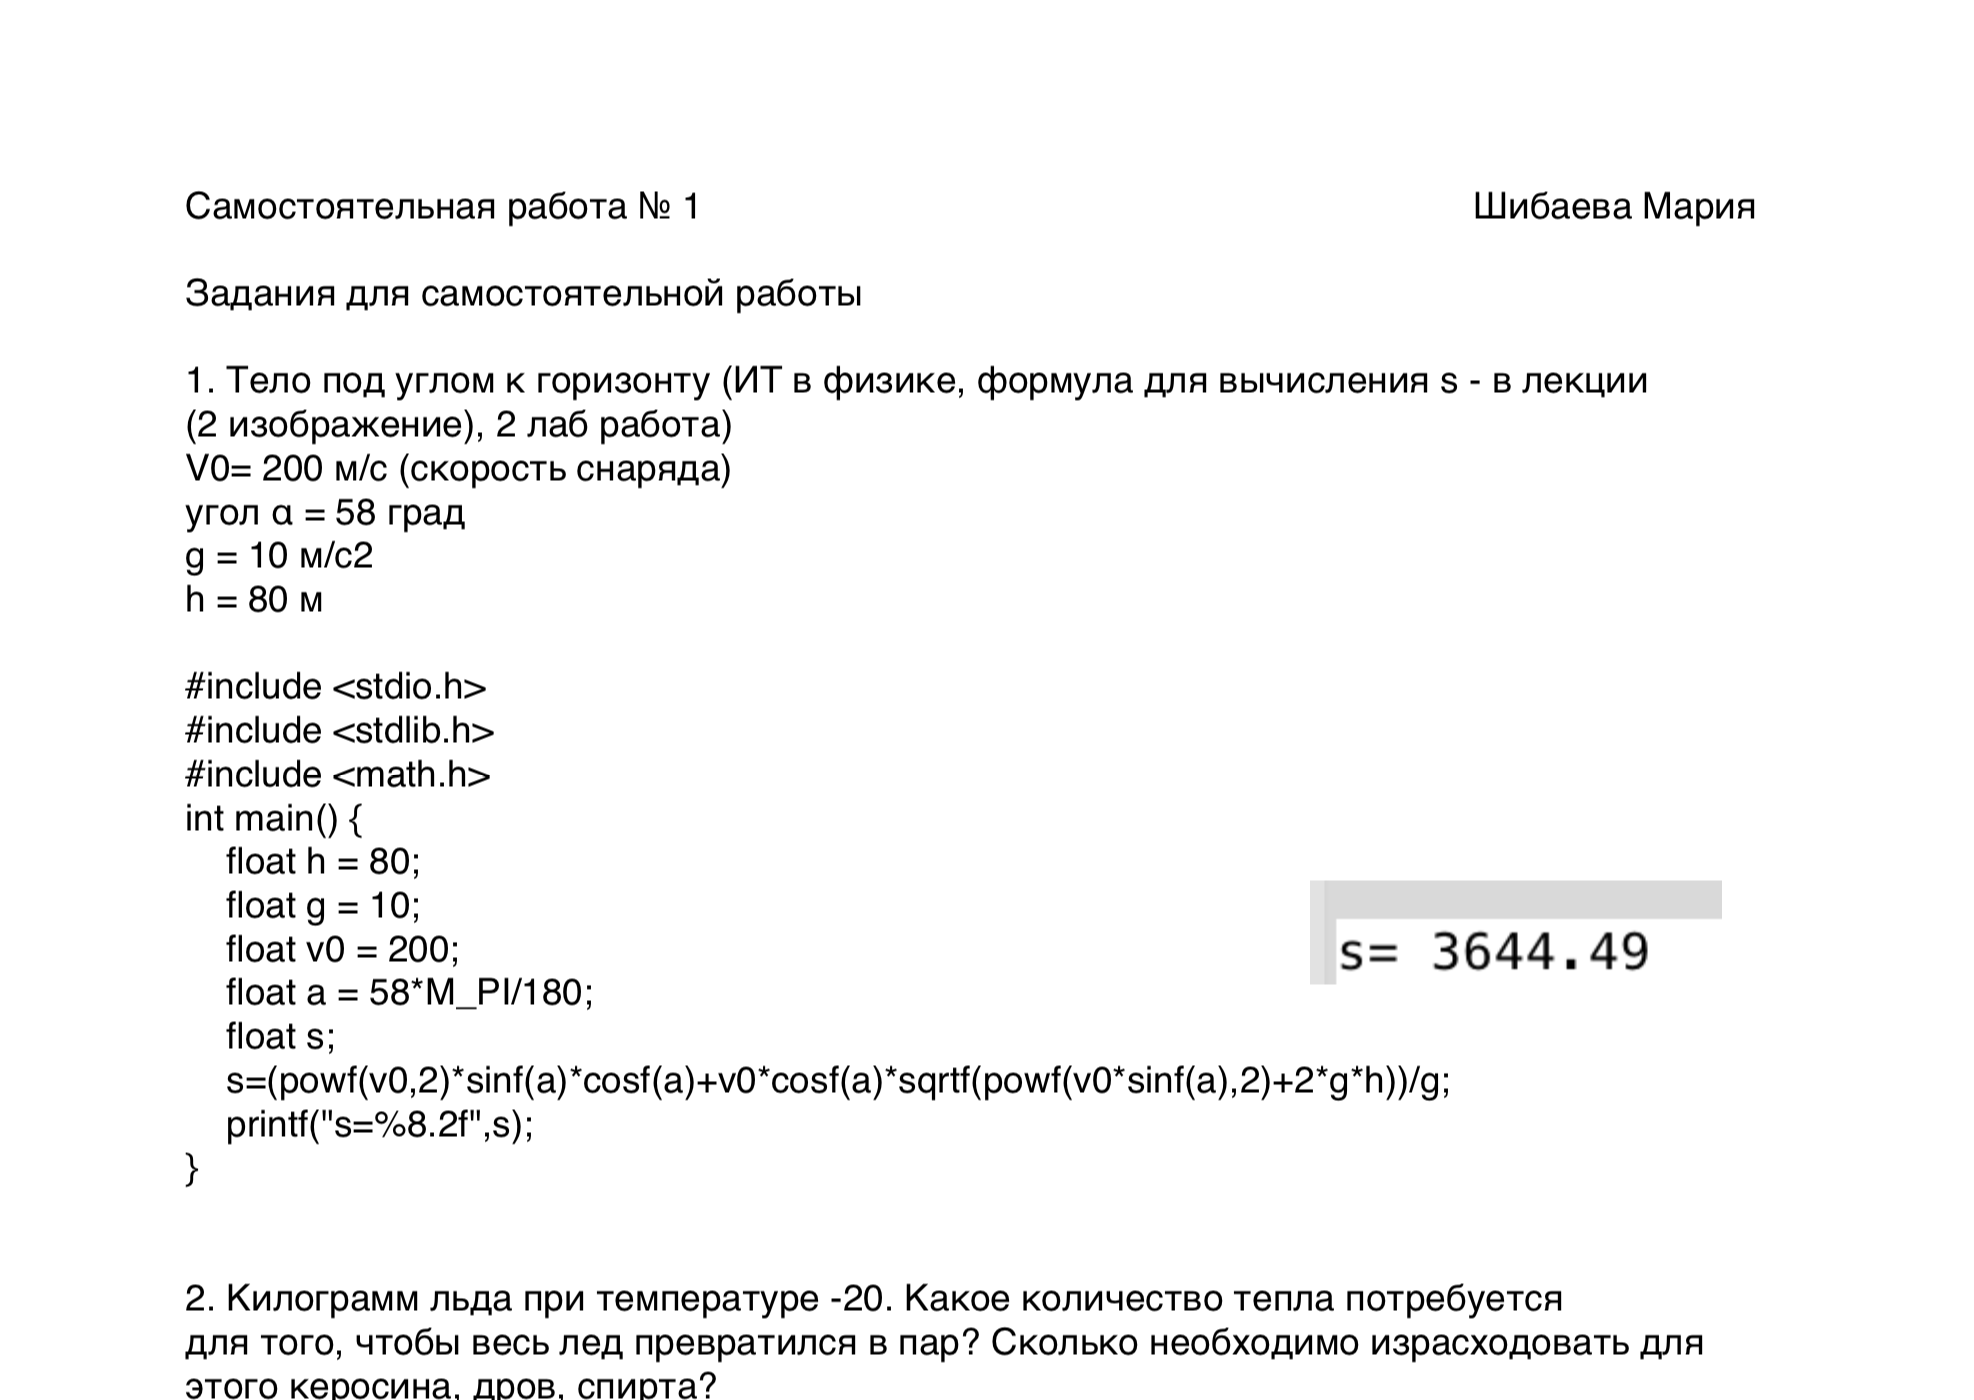 Самостоятельная работа № 1 Шибаева Мария
Задания для самостоятельной работы
1. Тело под углом к горизонту (ИТ в физике, формула для вычисления s - в лекции
(2 изображение), 2 лаб работа)
V0= 200 м/с (скорость снаряда)
угол α = 58 град
g = 10 м/с2
h = 80 м
#include <stdio.h>
#include <stdlib.h>
#include <math.h>
int main() {
float h = 80;
float g = 10;
float v0 = 200;
float a = 58*M_PI/180;
float s;
s=(powf(v0,2)*sinf(a)*cosf(a)+v0*cosf(a)*sqrtf(powf(v0*sinf(a),2)+2*g*h))/g;
printf("s=%8.2f",s);
}
s= 3644.49
2. Килограмм льда при температуре -20. Какое количество тепла потребуется
для того, чтобы весь лед превратился в пар? Сколько необходимо израсходовать для
этого керосина, дров, спирта?